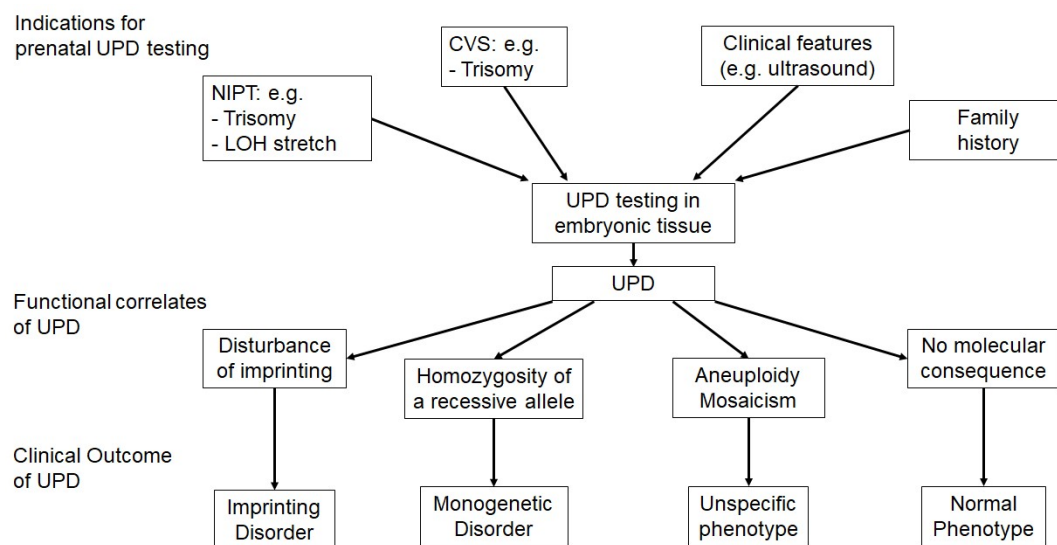 Indications for
prenatal UPD testing
NIPT: e.g.
- Trisomy
- LOH stretch
CVS: e.g.
- Trisomy
Clinical features
(e.g. ultrasound)
Family
history
UPD testing in
embryonic tissue
UPD
Functional correlates
of UPD
Disturbance
of imprinting
Homozygosity of
a recessive allele
Aneuploidy
Mosaicism
No molecular
consequence
Clinical Outcome
of UPD
Imprinting
Disorder
Monogenetic
Disorder
Unspecific
phenotype
Normal
Phenotype